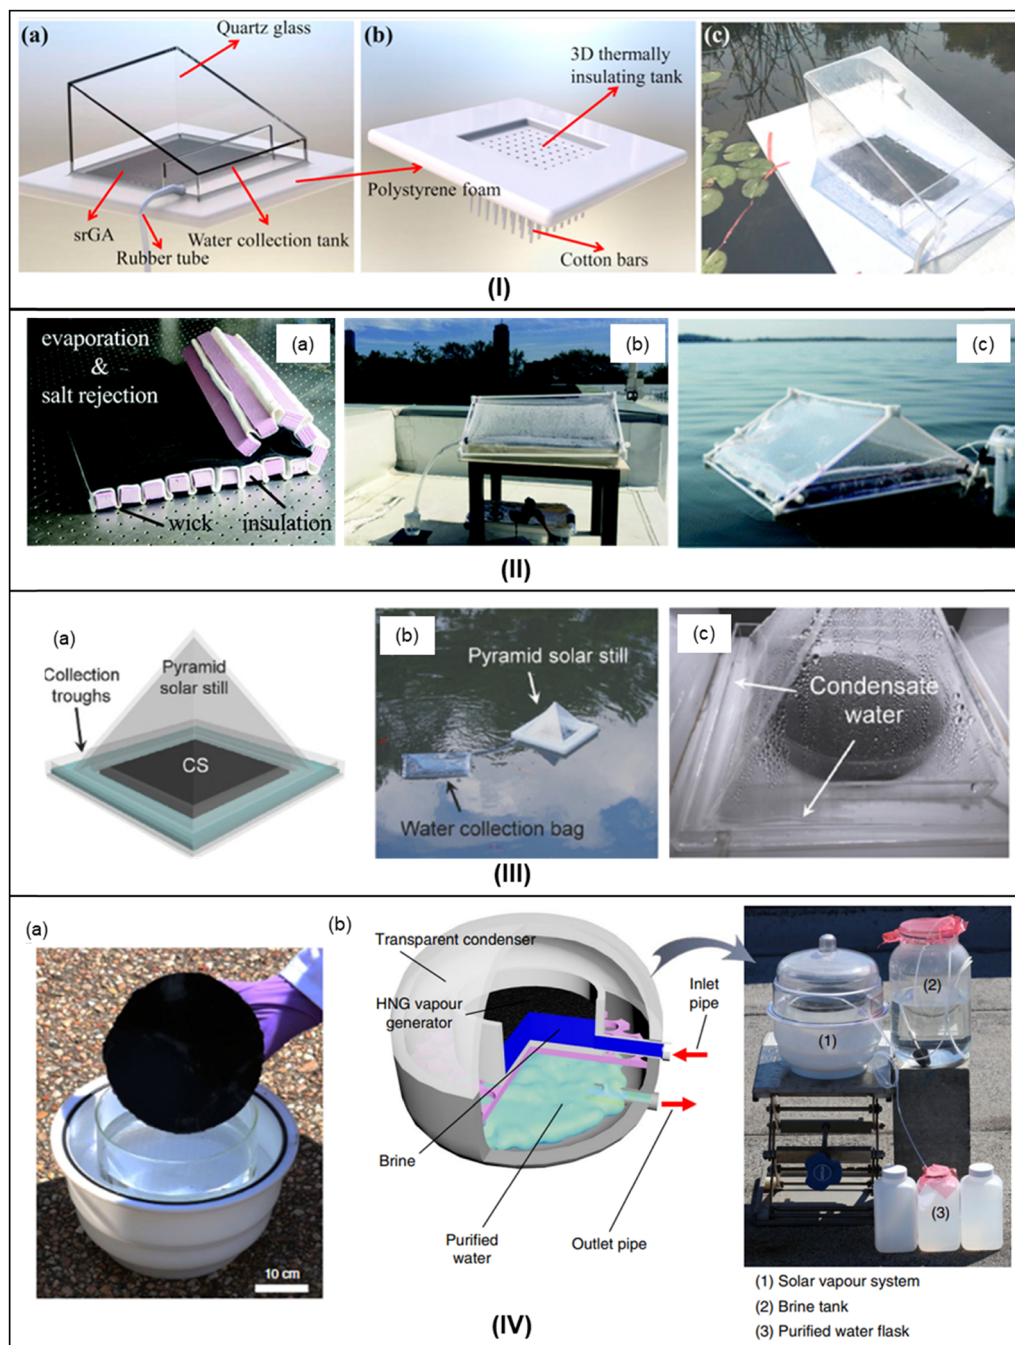 (a)
Quartz glass
srGA
Rubber tube
Water collection tank
(b)
3D thermally
insulating tank
Polystyrene foam
Cotton bars
(c)
(I)
evaporation
&
salt rejection
(a)
wick
insulation
(b)
(c)
(II)
(a)
Collection
troughs
Pyramid
solar still
CS
(b)
Pyramid solar still
Water collection bag
(c)
Condensate
water
(III)
(a)
10 cm
(b)
Transparent condenser
HNG vapour
generator
Inlet
pipe
Brine
Purified
water
Outlet pipe
(1)
(2)
(3)
(1) Solar vapour system
(2) Brine tank
(3) Purified water flask
(IV)